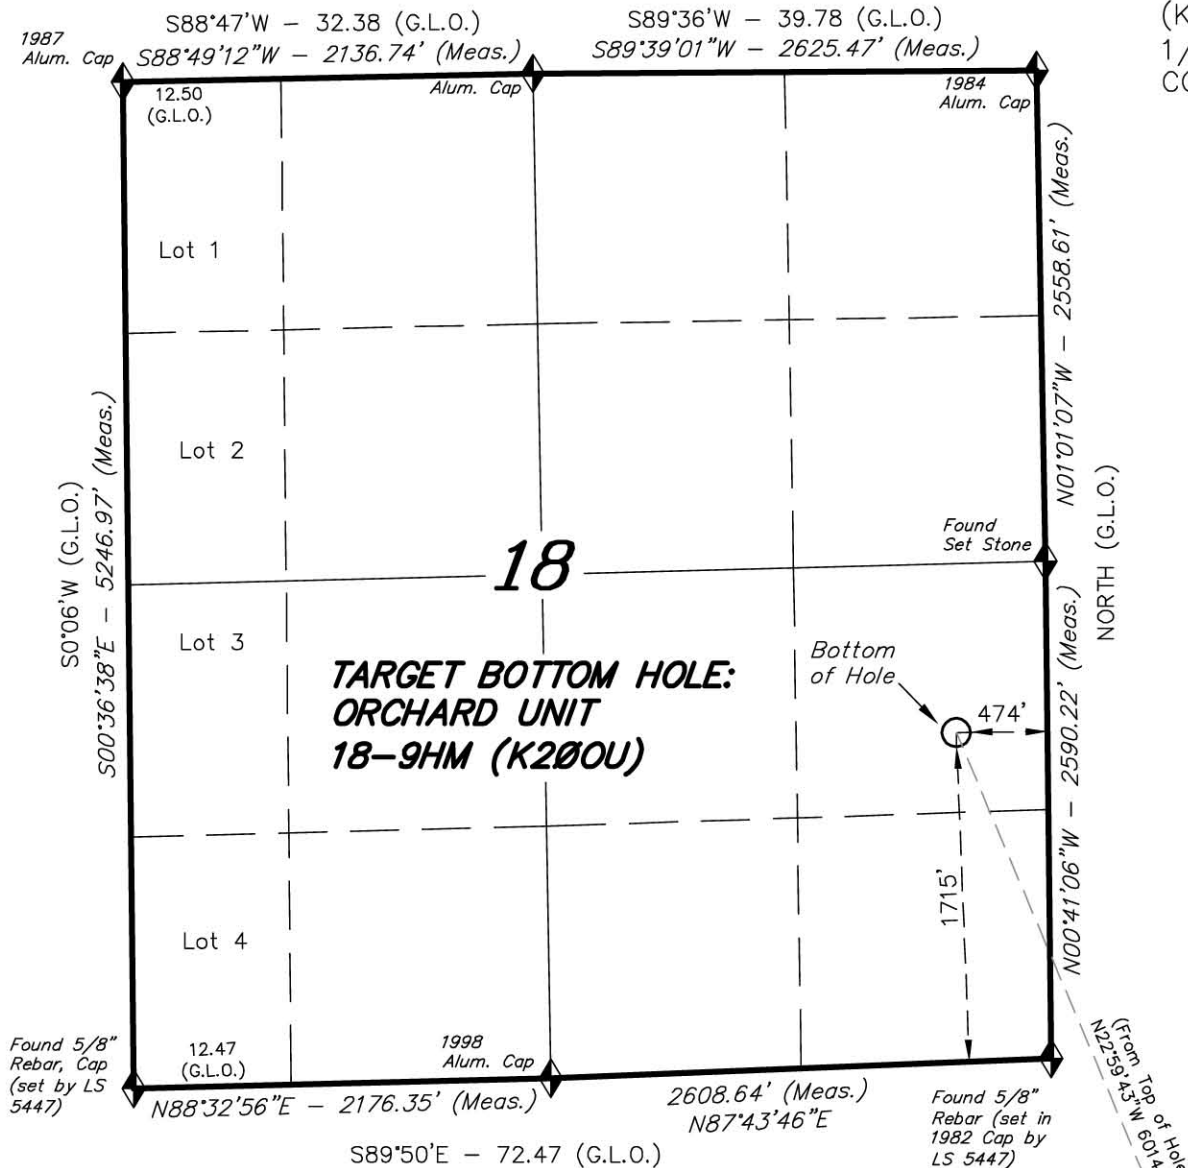 S88°47'W – 32.38 (G.L.O.)
S88°49'12"W – 2136.74' (Meas.)
S89°36'W – 39.78 (G.L.O.)
S89°39'01"W – 2625.47' (Meas.)
(K
1/
1987
Alum. Cap
Alum. Cap
1984
Alum. Cap
12.50
(G.L.O.)
Lot 1
N01°01'07"W – 2558.61' (Meas.)
Lot 2
S0°06'W (G.L.O.)
S00°36'38"E – 5246.97' (Meas.)
Found
Set Stone
NORTH (G.L.O.)
18
Lot 3
TARGET BOTTOM HOLE:
ORCHARD UNIT
18–9HM (K2ØOU)
Bottom
of Hole
474'
N00°41'06"W – 2590.22' (Meas.)
1715'
Lot 4
Found 5/8"
Rebar, Cap
(set by LS
5447)
12.47
(G.L.O.)
1998
Alum. Cap
N88°32'56"E – 2176.35' (Meas.)
2608.64' (Meas.)
N87°43'46"E
S89°50'E – 72.47 (G.L.O.)
Found 5/8"
Rebar (set in
1982 Cap by
LS 5447)
(From Top of Hole
N22°59'43"W 6014